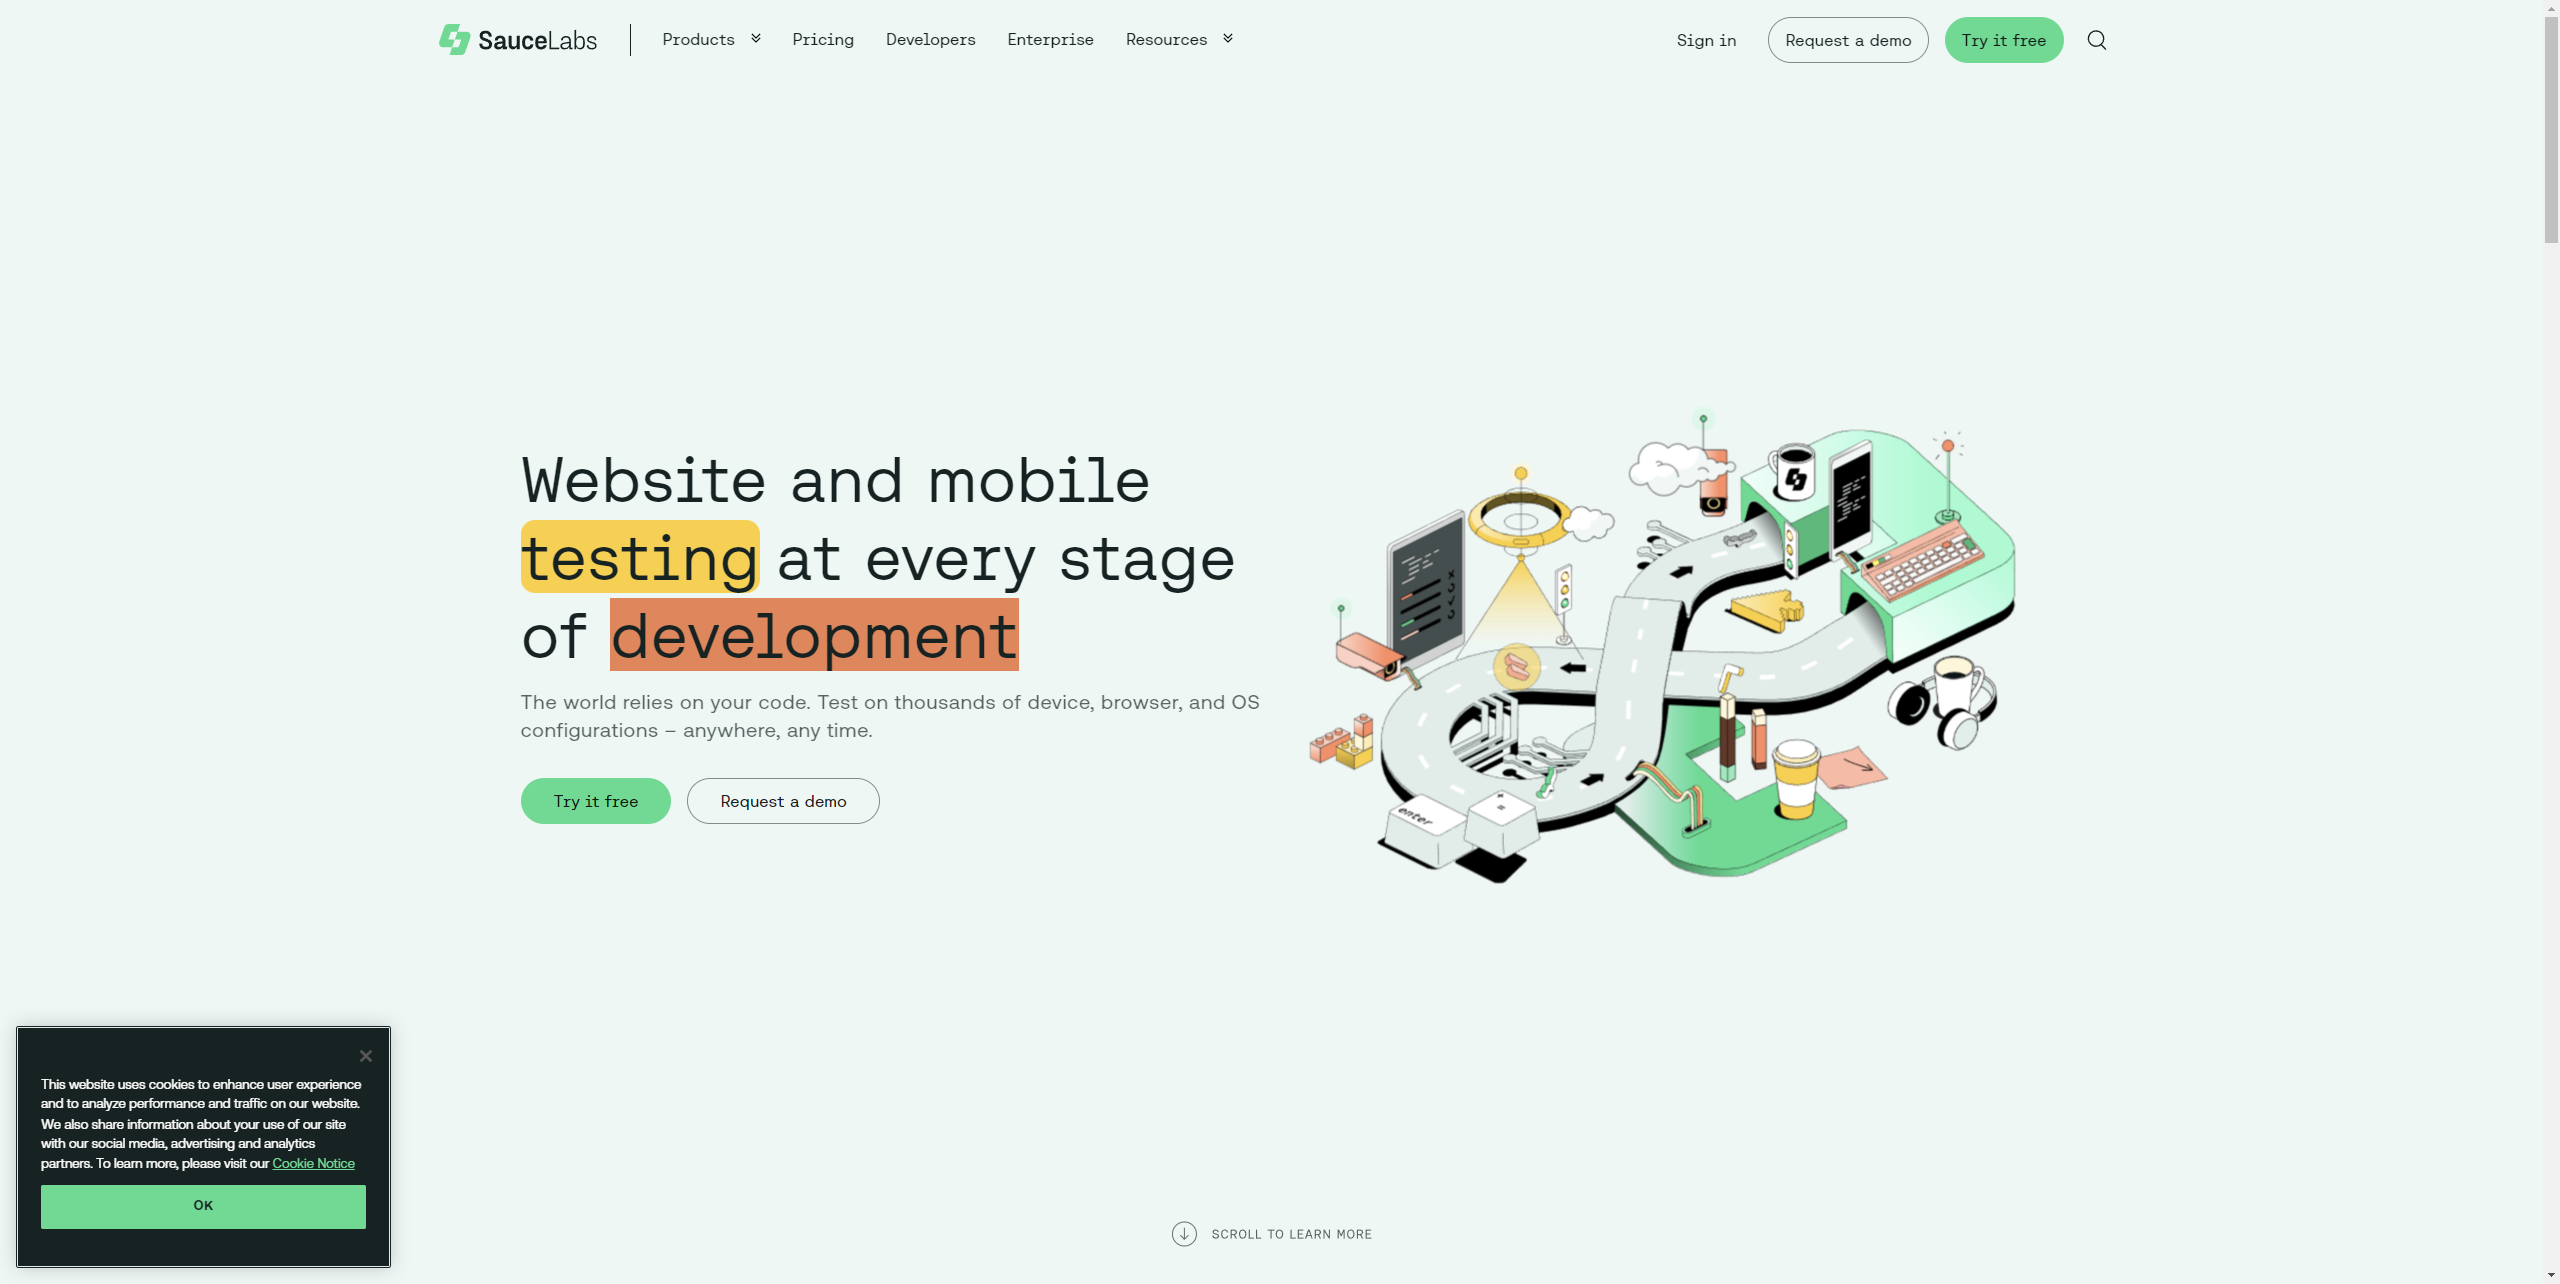 SauceLabs
Products
Pricing
Developers
Enterprise
Resources
Sign in
Request a demo
Try it free
Website and mobile
testing at every stage
of development
The world relies on your code. Test on thousands of device, browser, and OS
configurations – anywhere, any time.
Try it free
Request a demo
enter
This website uses cookies to enhance user experience
and to analyze performance and traffic on our website.
We also share information about your use of our site
with our social media, advertising and analytics
partners. To learn more, please visit our Cookie Notice
OK
SCROLL TO LEARN MORE